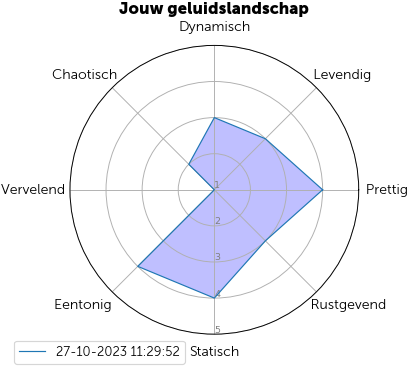 Jouw geluidslandschap
Dynamisch
Chaotisch
Levendig
Vervelend
Prettig
1
2
3
4
5
Eentonig
Rustgevend
27-10-2023 11:29:52
Statisch